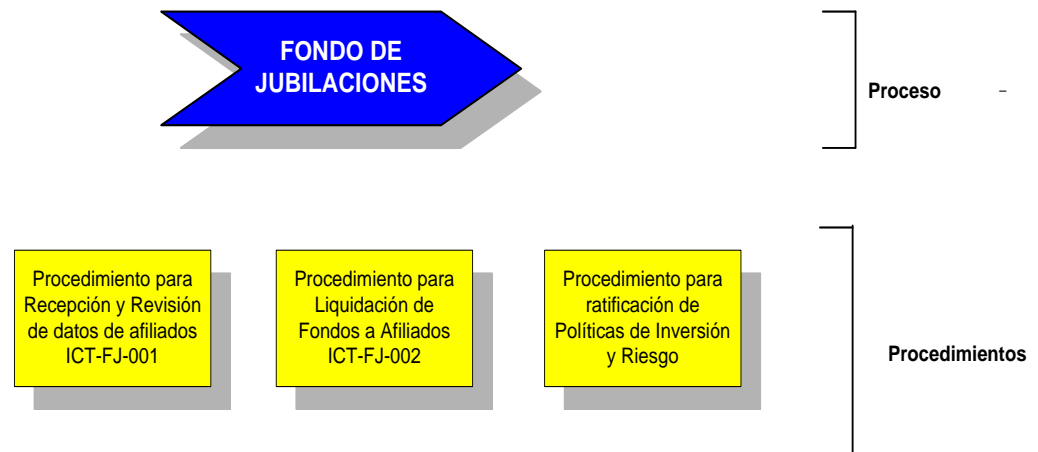 FONDO DE
JUBILACIONES
Proceso –
Procedimiento para
Recepción y Revisión
de datos de afiliados
ICT-FJ-001
Procedimiento para
Liquidación de
Fondos a Afiliados
ICT-FJ-002
Procedimiento para
ratificación de
Políticas de Inversión
y Riesgo
Procedimientos